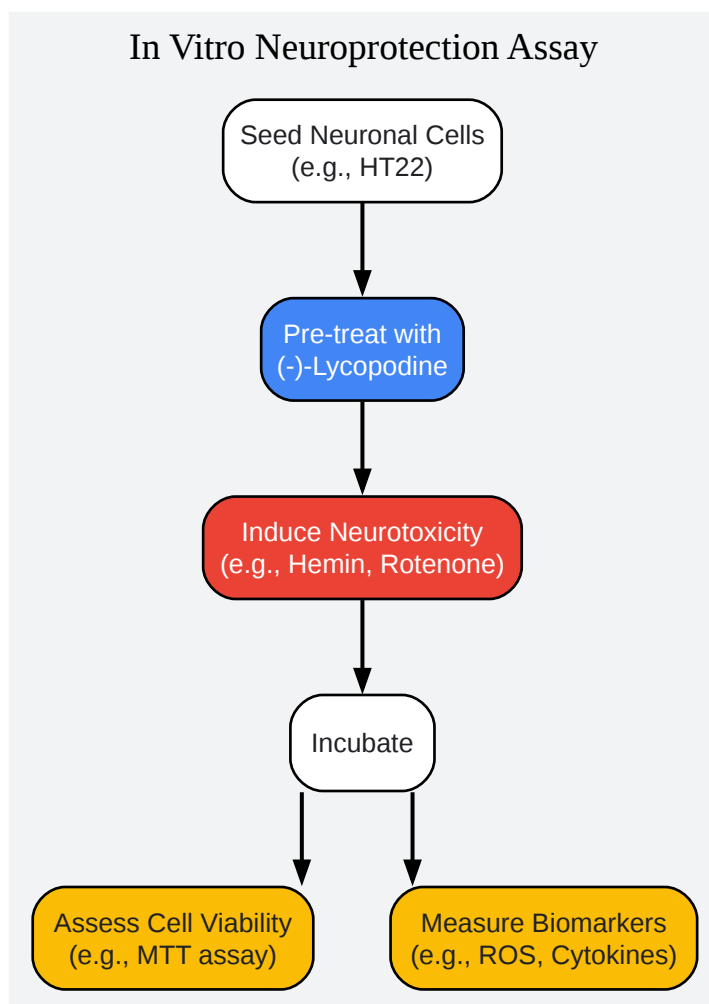 In Vitro Neuroprotection Assay
Seed Neuronal Cells
(e.g., HT22)
Pre-treat with
(-)-Lycopodine
Induce Neurotoxicity
(e.g., Hemin, Rotenone)
Incubate
Assess Cell Viability
(e.g., MTT assay)
Measure Biomarkers
(e.g., ROS, Cytokines)